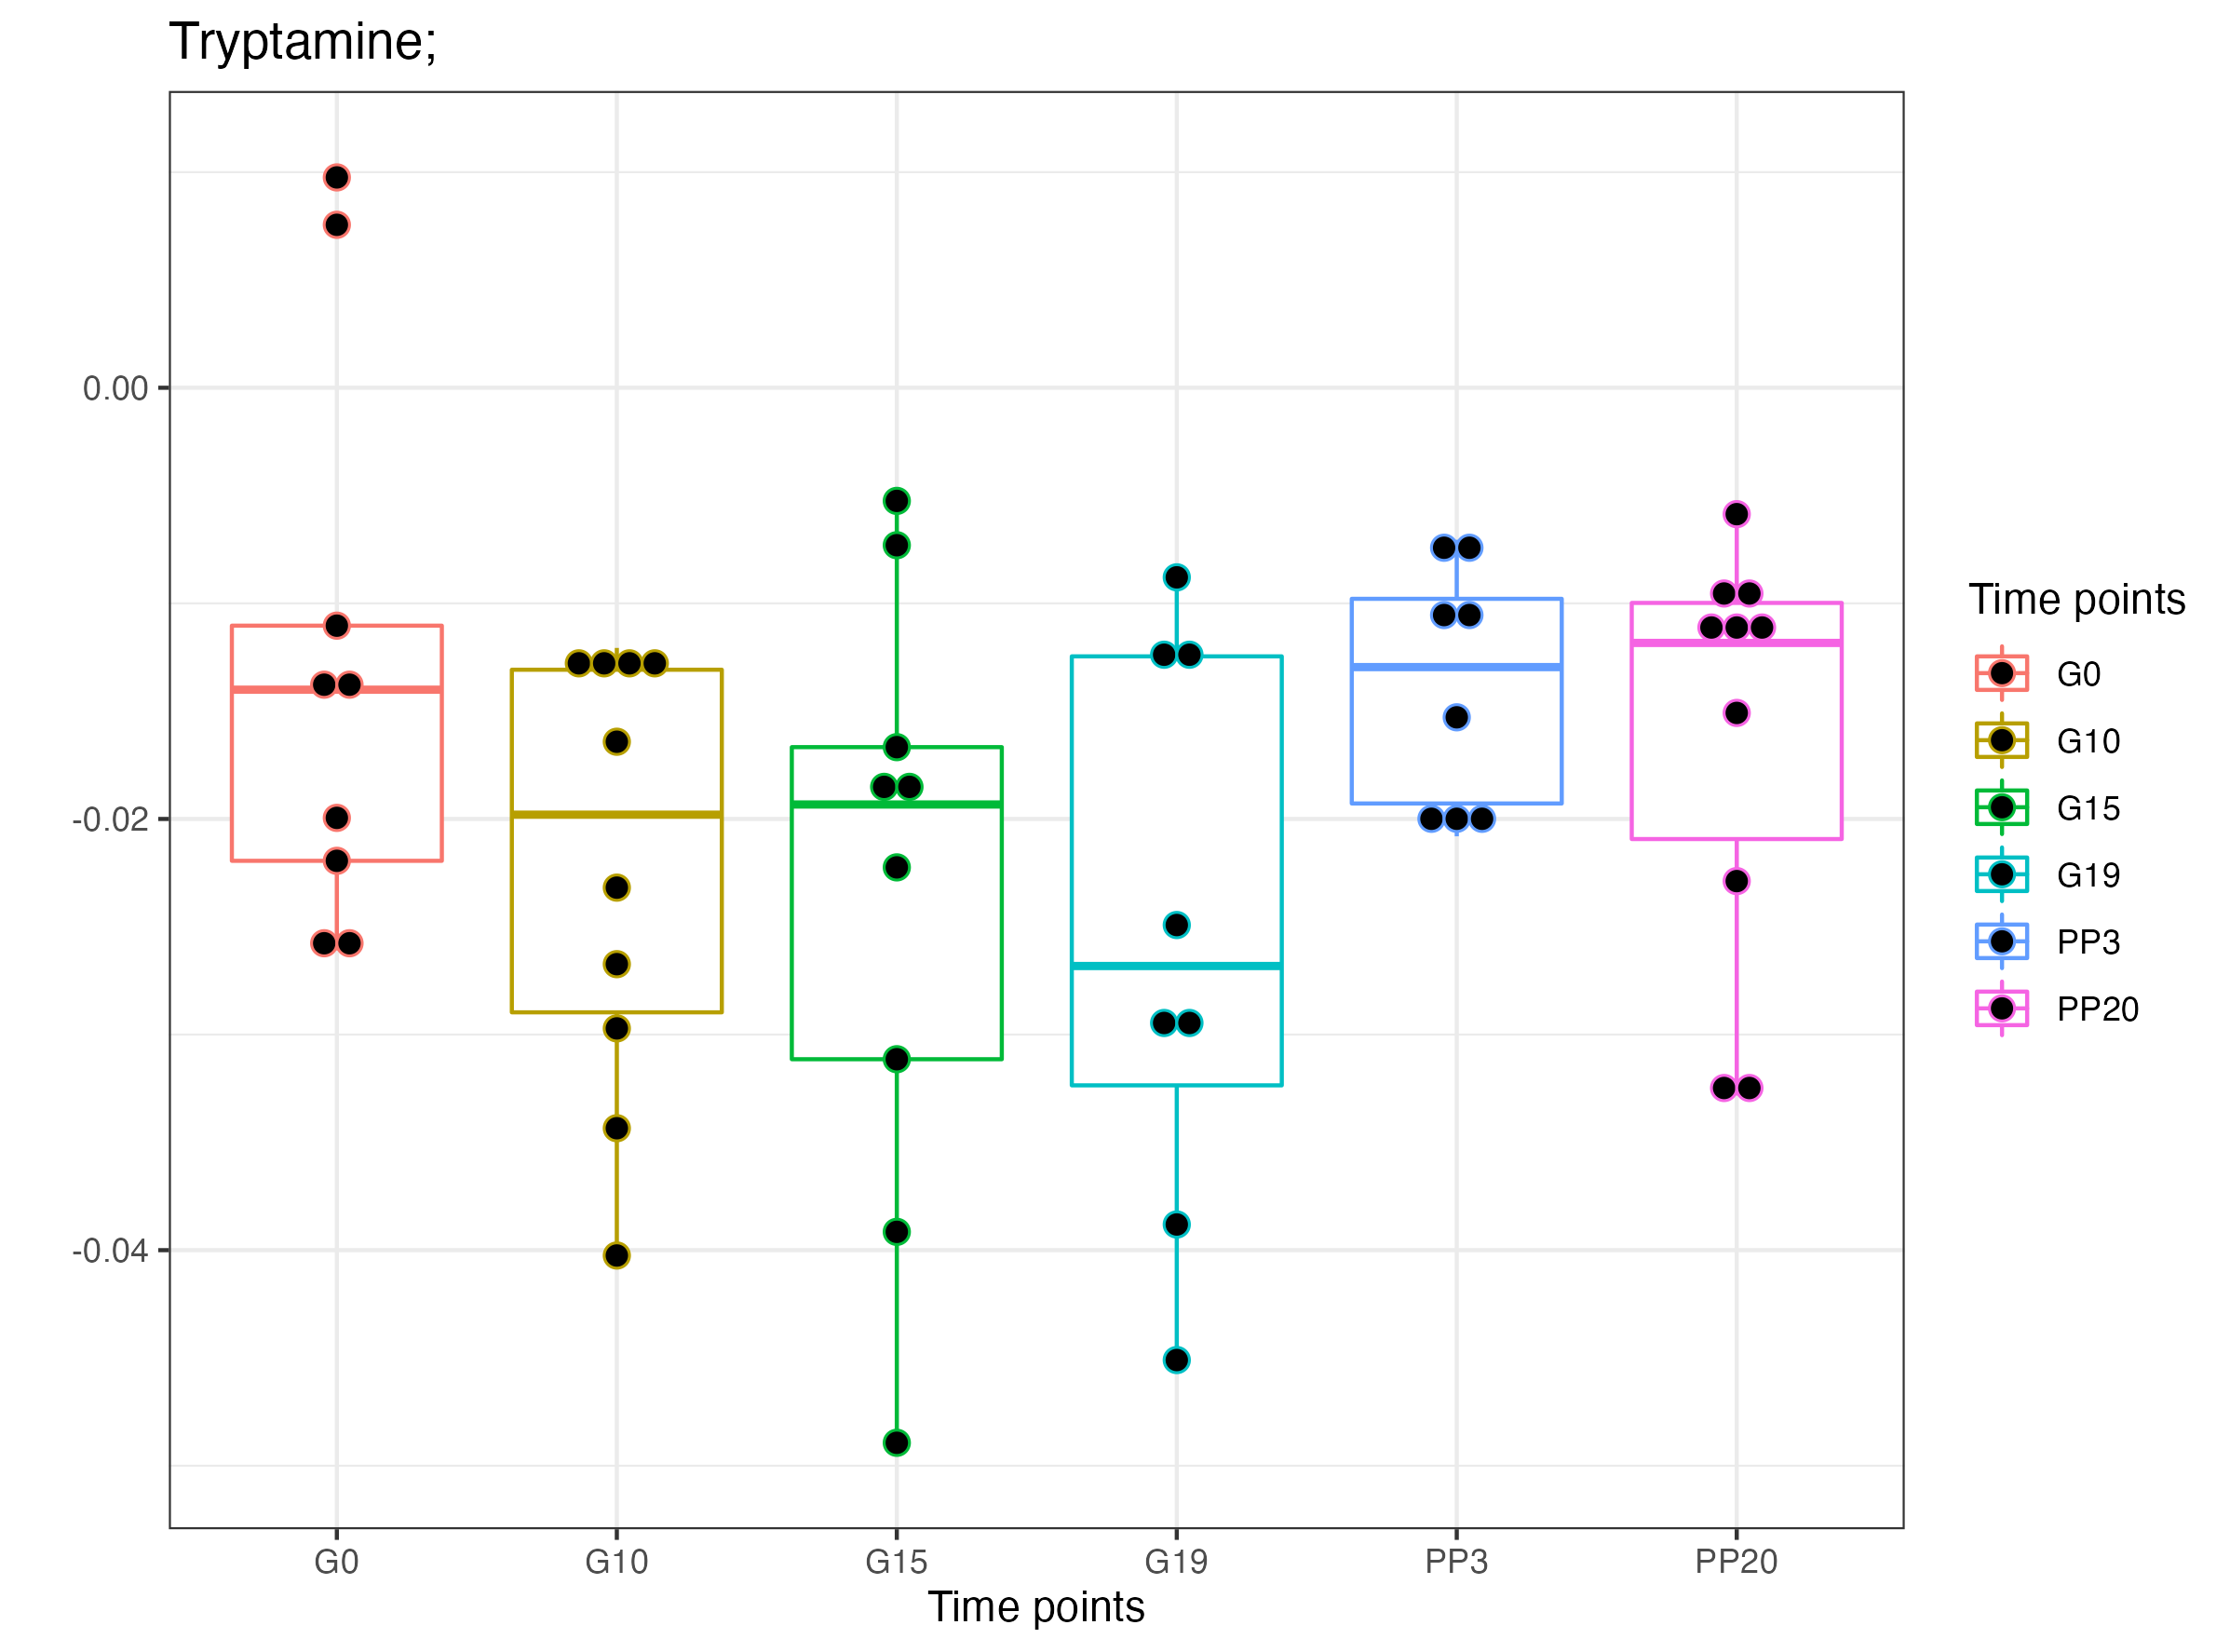 Tryptamine;
0.00
-0.02
-0.04
G0 G10 G15 G19 PP3 PP20
Time points
Time points
G0
G10
G15
G19
PP3
PP20